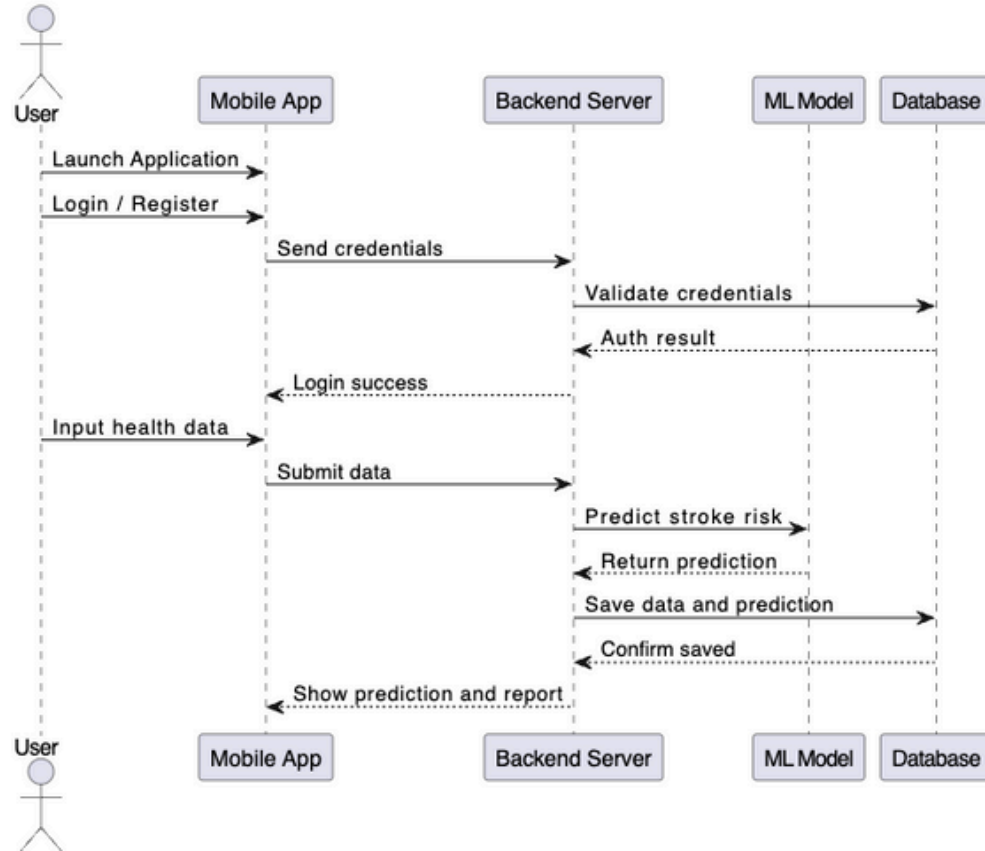 User
Mobile App
Backend Server
ML Model
Database
Launch Application
Login / Register
Send credentials
Validate credentials
Auth result
Login success
Input health data
Submit data
Predict stroke risk
Return prediction
Save data and prediction
Confirm saved
Show prediction and report
User
Mobile App
Backend Server
ML Model
Database